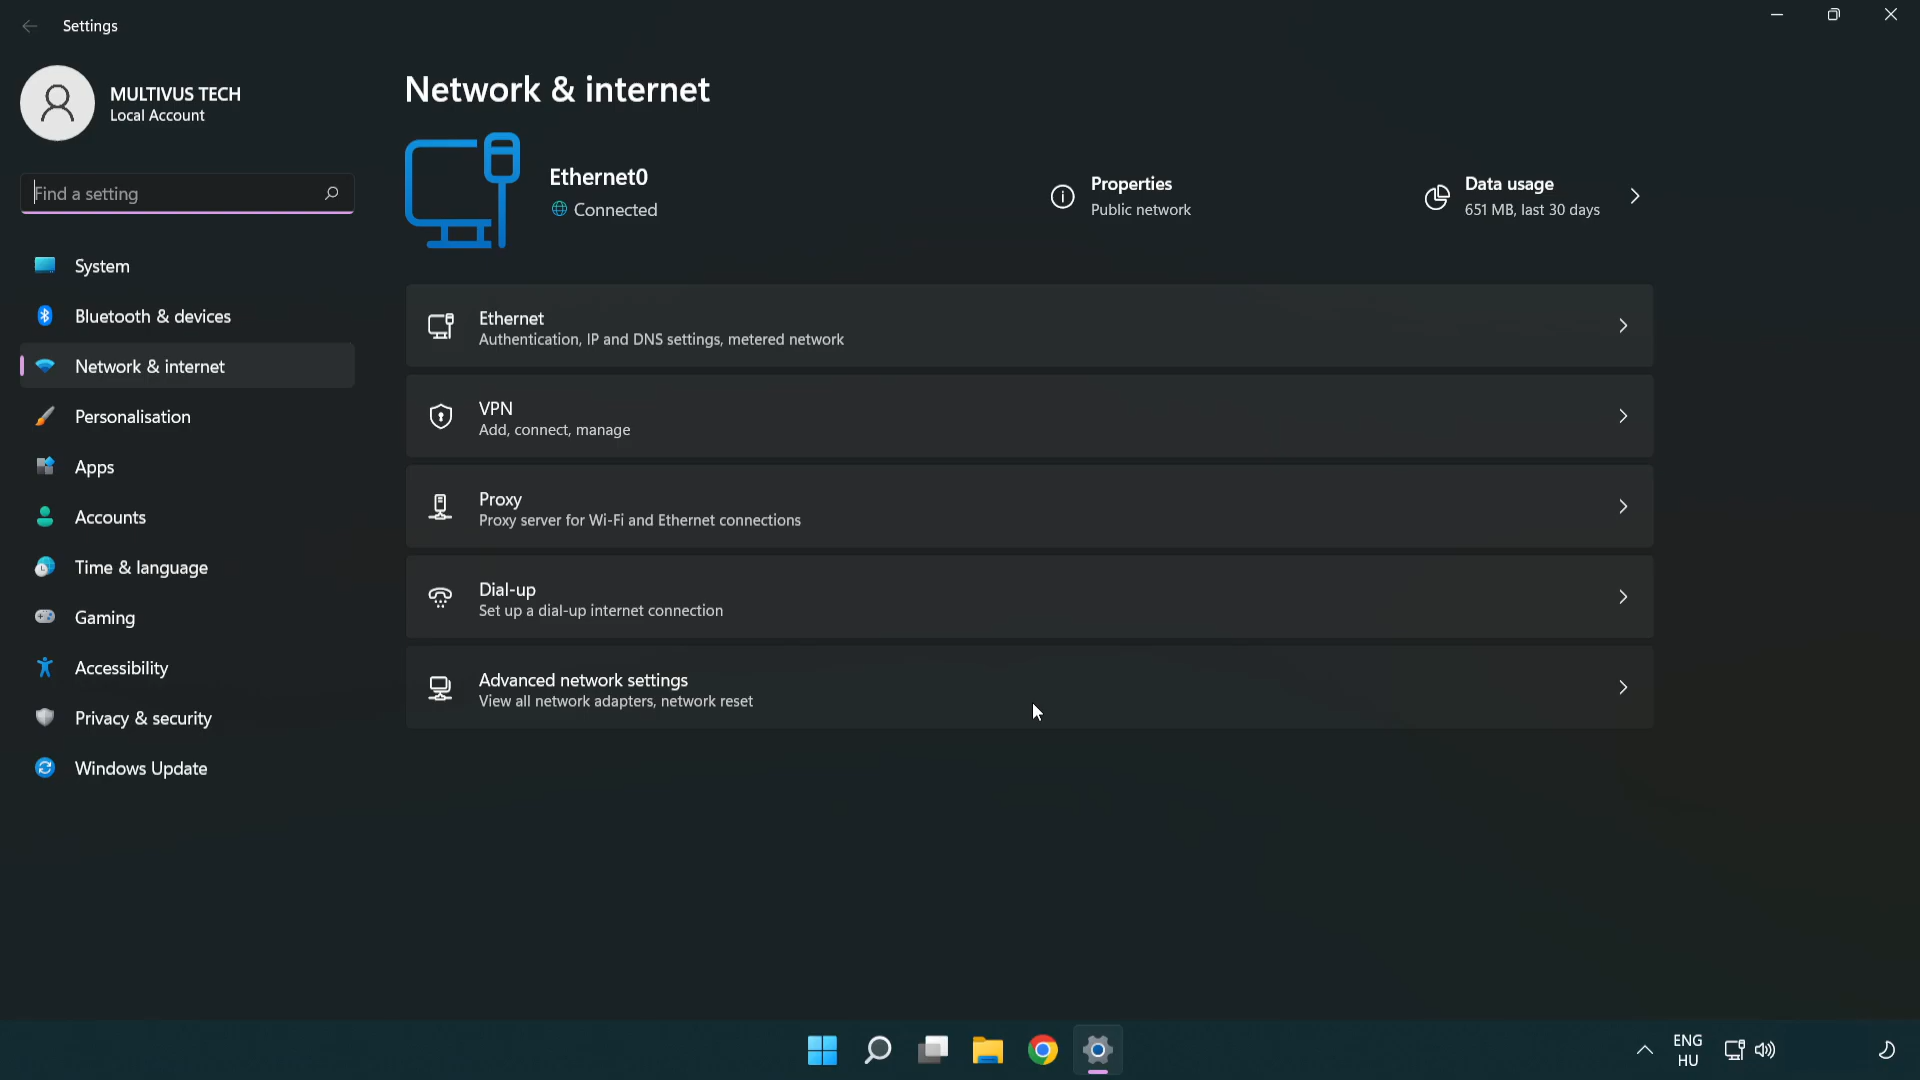 Settings
MULTIVUS TECH
Local Account
Find a setting
System
Bluetooth & devices
Network & internet
Personalisation
Apps
Accounts
Time & language
Gaming
Accessibility
Privacy & security
Windows Update
Network & internet
Ethernet0
Connected
Properties
Public network
Data usage
651 MB, last 30 days
Ethernet
Authentication, IP and DNS settings, metered network
VPN
Add, connect, manage
Proxy
Proxy server for Wi-Fi and Ethernet connections
Dial-up
Set up a dial-up internet connection
Advanced network settings
View all network adapters, network reset
ENG
HU